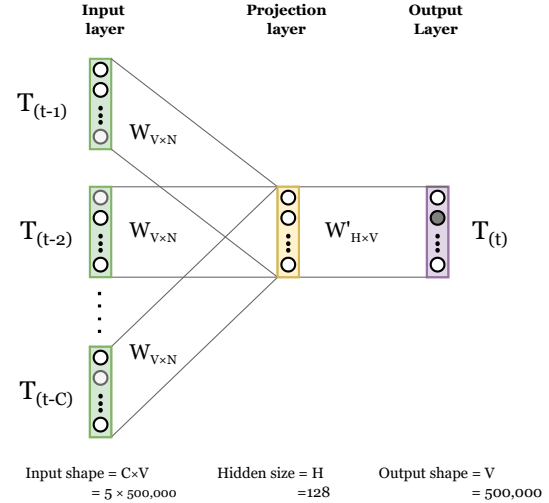 Input layer
Projection layer
Output Layer
T(t-1)
WV×N
T(t-2)
WV×N
W'H×V
T(t)
T(t-C)
WV×N
Input shape = C×V
= 5 × 500,000
Hidden size = H
=128
Output shape = V
= 500,000